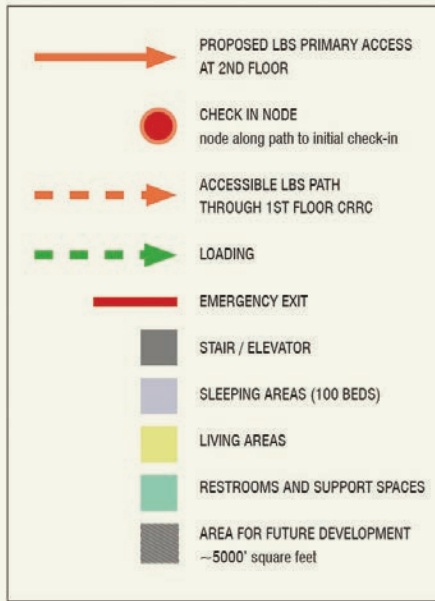 PROPOSED LBS PRIMARY ACCESS
AT 2ND FLOOR
CHECK IN NODE
node along path to initial check-in
ACCESSIBLE LBS PATH
THROUGH 1ST FLOOR CRRC
LOADING
EMERGENCY EXIT
STAIR / ELEVATOR
SLEEPING AREAS (100 BEDS)
LIVING AREAS
RESTROOMS AND SUPPORT SPACES
AREA FOR FUTURE DEVELOPMENT
~5000' square feet